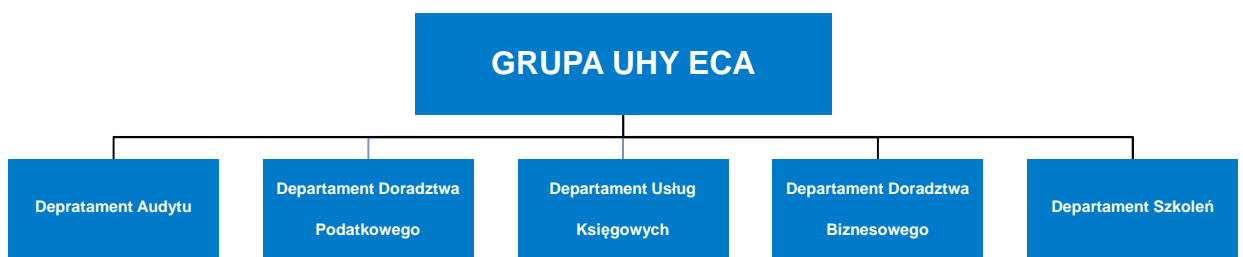 GRUPA UHY ECA
Depratament Audytu
Departament Doradztwa
Podatkowego
Departament Usług
Księgowych
Departament Doradztwa
Biznesowego
Departament Szkoleń